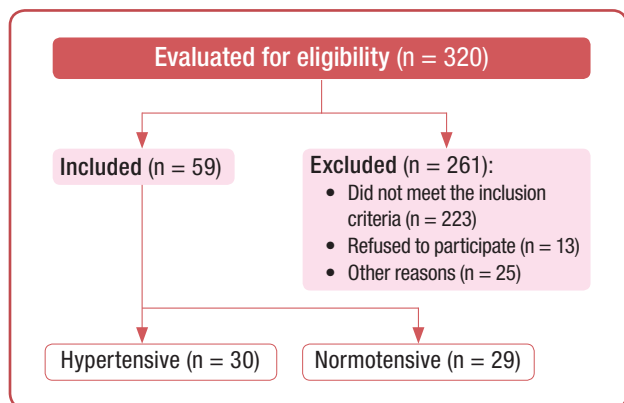 Evaluated for eligibility (n = 320)
Included (n = 59)
Excluded (n = 261):
• Did not meet the inclusion
criteria (n = 223)
• Refused to participate (n = 13)
• Other reasons (n = 25)
Hypertensive (n = 30)
Normotensive (n = 29)